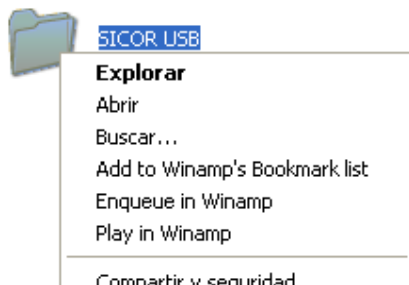 SICOR USB
Explorar
Abrir
Buscar...
Add to Winamp's Bookmark list
Enqueue in Winamp
Play in Winamp
Compartir y seguridad